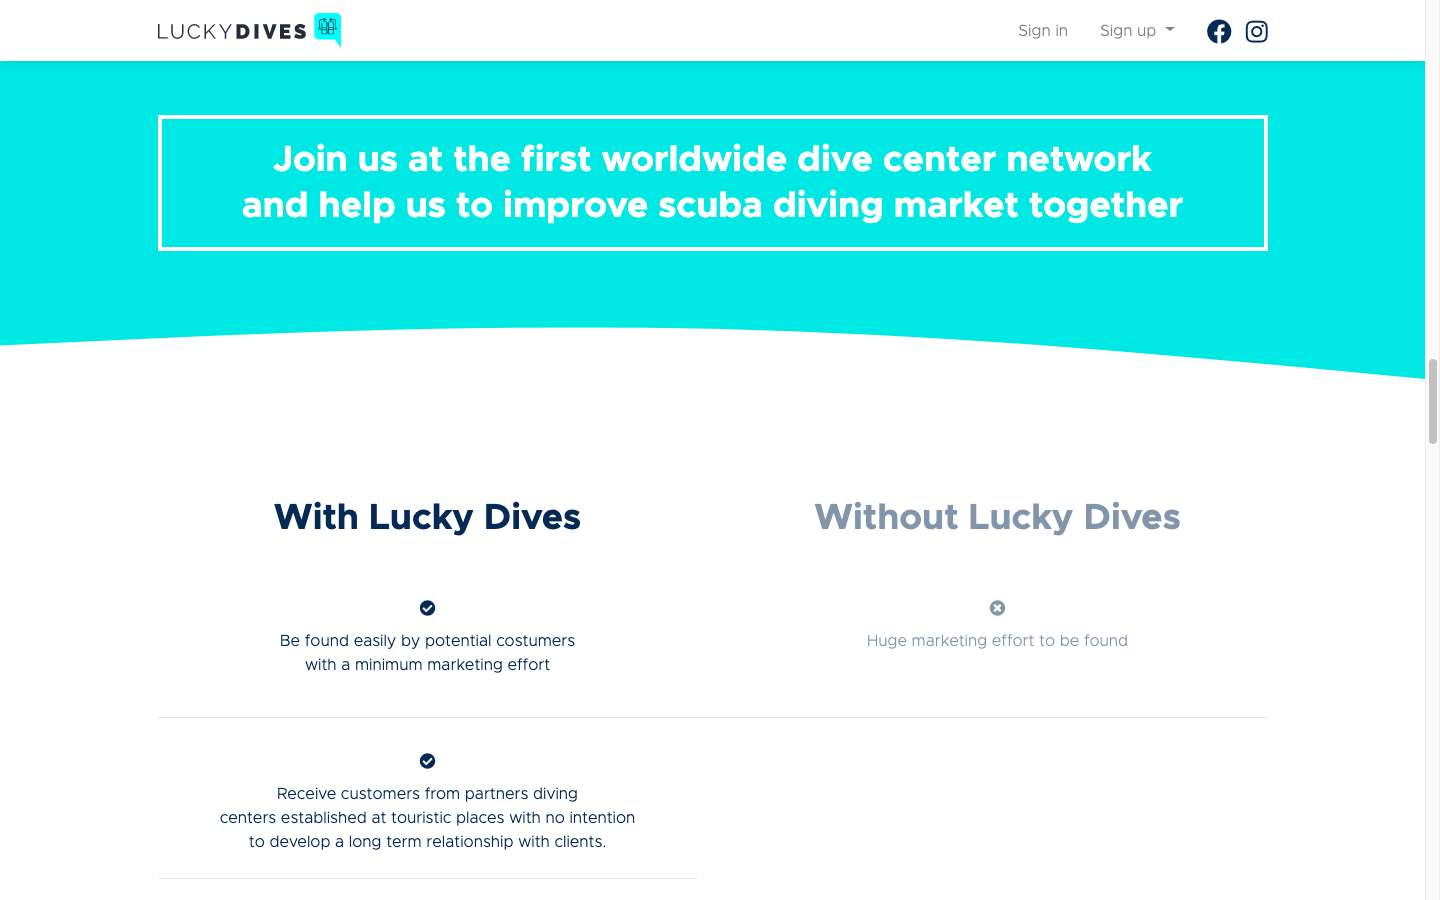 LUCKYDIVES
Sign in
Sign up
Join us at the first worldwide dive center network
and help us to improve scuba diving market together
With Lucky Dives
Without Lucky Dives
Be found easily by potential costumers
with a minimum marketing effort
Huge marketing effort to be found
Receive customers from partners diving
centers established at touristic places with no intention
to develop a long term relationship with clients.